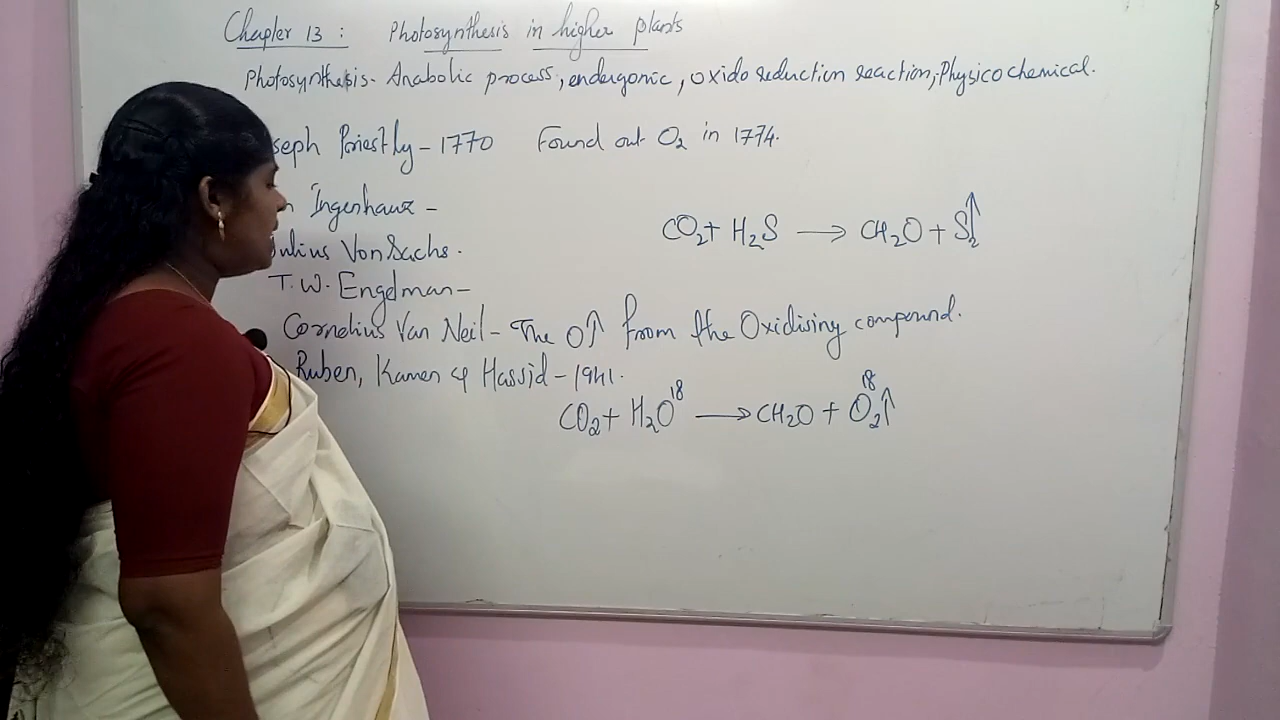 Chapter 13 : Photosynthesis in higher plants
Photosynthesis- Anabolic process, endergonic, oxido reduction reaction, Physico chemical.
seph Priestly - 1770 Found out O₂ in 1774.
n Ingenhauz -
ulius Von Sachs.
CO₂ + H₂S → CH₂O + S₂↑
T. W. Engelman-
Cornelius Van Neil - The O↑ from the Oxidising compound.
Ruben, Kamen & Hassid - 1941.
CO₂ + H₂O¹⁸ → CH₂O + O₂¹⁸↑